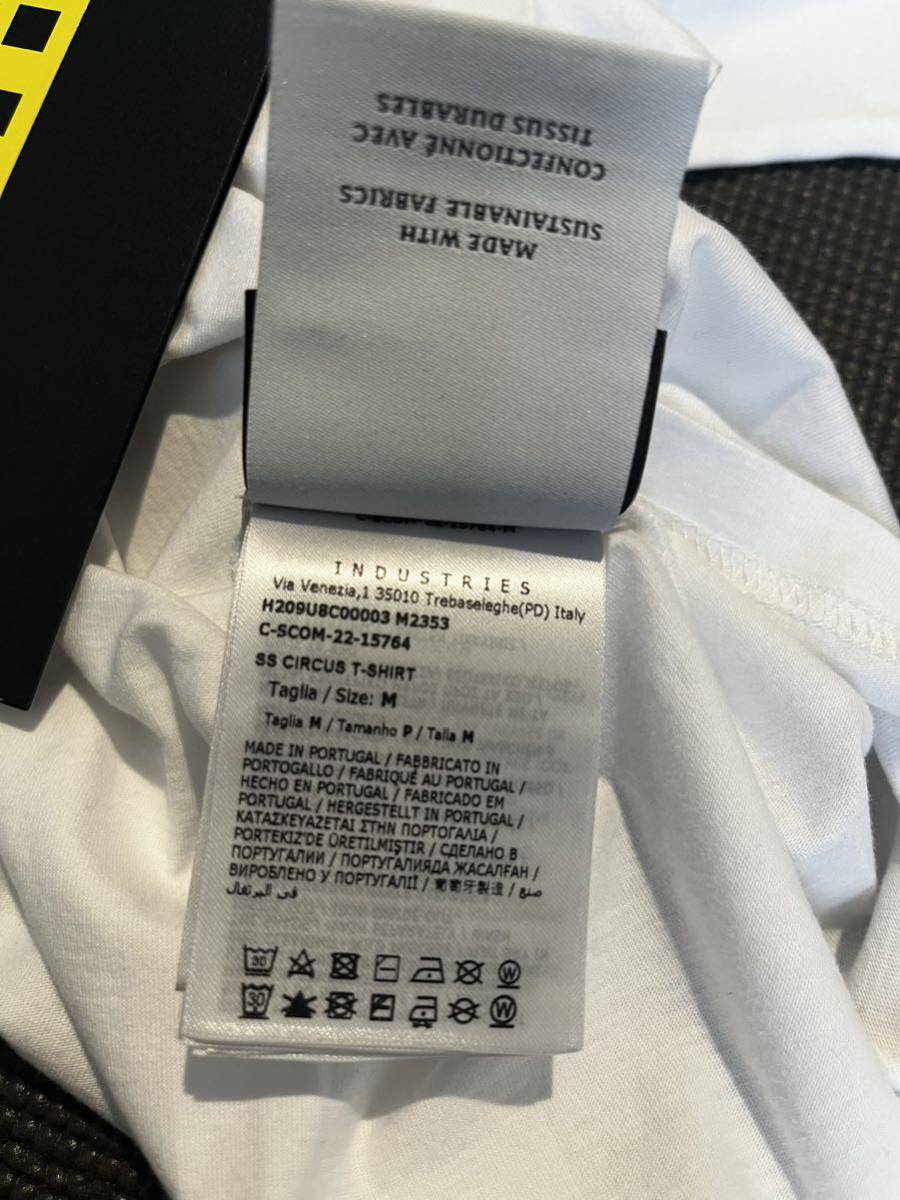 MADE WITH
SUSTAINABLE FABRICS
CONFECTIONNÉ AVEC
TISSUS DURABLES
C-SCOM-22-15764-M
INDUSTRIES
Via Venezia,1 35010 Trebaseleghe(PD) Italy
H209U8C00003 M2353
C-SCOM-22-15764
SS CIRCUS T-SHIRT
Taglia / Size: M
Taglia M / Tamanho P / Talla M
MADE IN PORTUGAL / FABBRICATO IN
PORTOGALLO / FABRIQUÉ AU PORTUGAL /
HECHO EN PORTUGAL / FABRICADO EM
PORTUGAL / HERGESTELLT IN PORTUGAL /
ΚΑΤΑΣΚΕΥΑΖΕΤΑΙ ΣΤΗΝ ΠΟΡΤΟΓΑΛΙΑ /
PORTEKİZ'DE ÜRETİLMİŞTİR / СДЕЛАНО В
ПОРТУГАЛИИ / ПОРТУГАЛИЯДА ЖАСАЛҒАН /
ВИРОБЛЕНО У ПОРТУГАЛІЇ / 葡萄牙製造 / صنع
في البرتغال
30 W
30 W